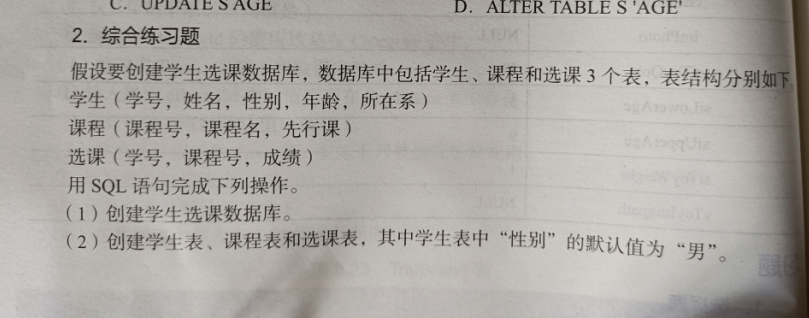 C. UPDATE S AGE D. ALTER TABLE S 'AGE'
2. 综合练习题
假设要创建学生选课数据库，数据库中包括学生、课程和选课 3 个表，表结构分别如下。
学生（学号，姓名，性别，年龄，所在系）
课程（课程号，课程名，先行课）
选课（学号，课程号，成绩）
用 SQL 语句完成下列操作。
（1）创建学生选课数据库。
（2）创建学生表、课程表和选课表，其中学生表中“性别”的默认值为“男”。